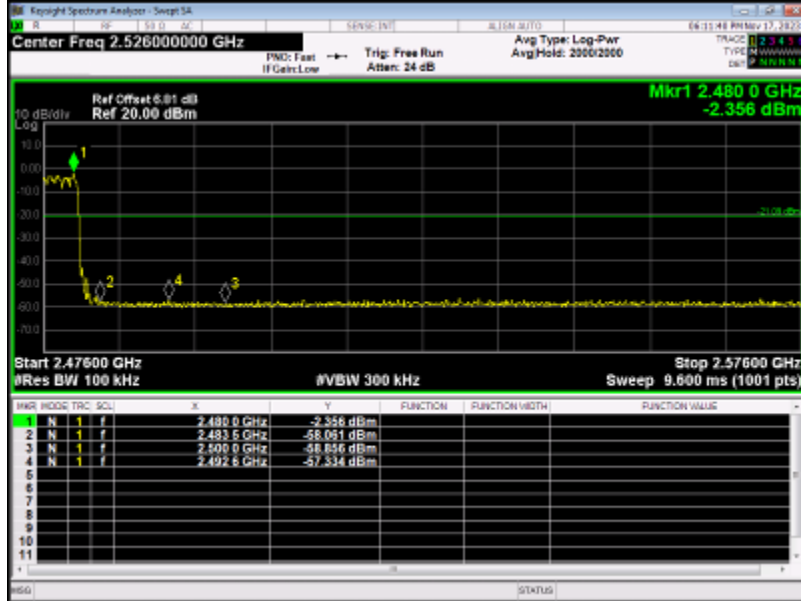 Keysight Spectrum Analyzer - Swept SA
R RF 50 Ω AC SENSE:INT ALIGN AUTO 06:11:48 PM Nov 17, 2023
Center Freq 2.526000000 GHz
PNO: Fast
IFGain:Low
Trig: Free Run
Atten: 24 dB
Avg Type: Log-Pwr
Avg|Hold: 2000/2000
TRACE 1 2 3 4 5
TYPE M W W W W W
DET P N N N N N
Mkr1 2.480 0 GHz
-2.356 dBm
Ref Offset 6.81 dB
Ref 20.00 dBm
10 dB/div
Log
10.0
0.00
-10.0
-20.0
-30.0
-40.0
-50.0
-60.0
-70.0
1
2
4
3
Start 2.47600 GHz
Stop 2.57600 GHz
#Res BW 100 kHz
#VBW 300 kHz
Sweep 9.600 ms (1001 pts)
MKR MODE TRC SCL X Y FUNCTION FUNCTION WIDTH FUNCTION VALUE
1 N 1 f 2.480 0 GHz -2.356 dBm
2 N 1 f 2.483 5 GHz -58.061 dBm
3 N 1 f 2.500 0 GHz -58.856 dBm
4 N 1 f 2.492 6 GHz -57.334 dBm
5
6
7
8
9
10
11
MSG
STATUS